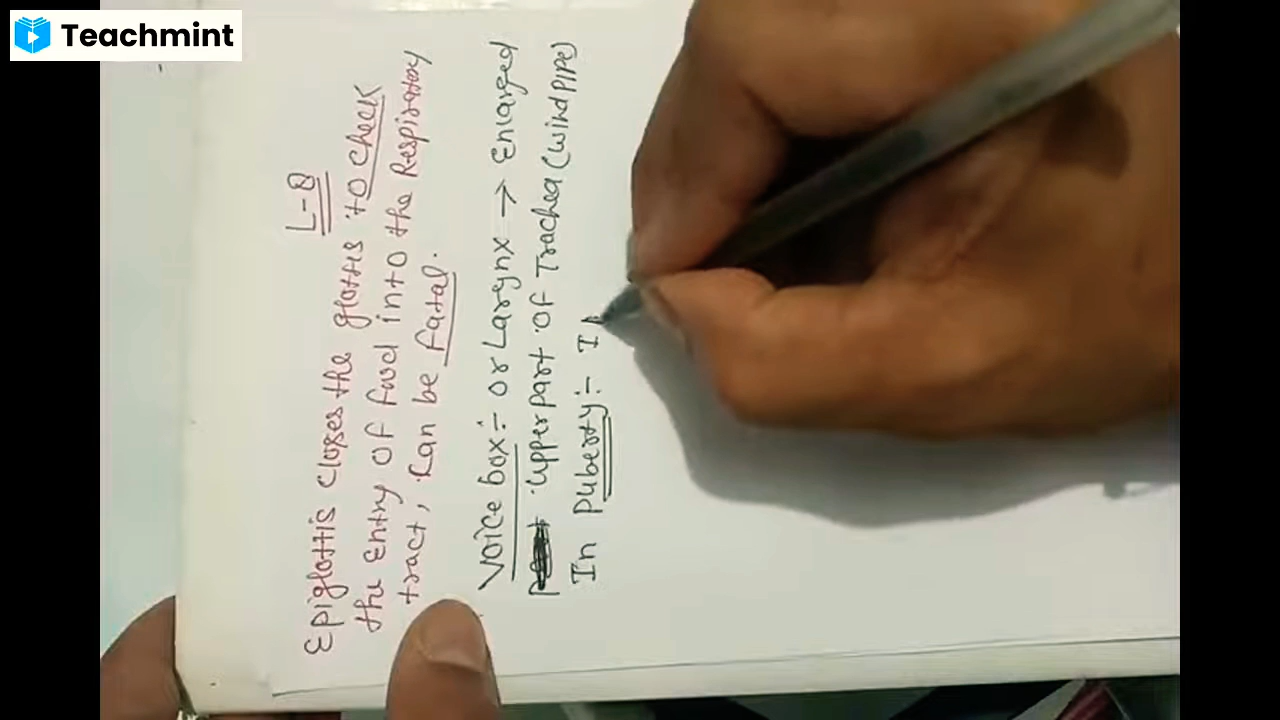 Teachmint
L-8
Epiglottis closes the glottis to check
the Entry of food into the Respiratory
tract, can be fatal.
Voice box:- or Larynx → Enlarged
upper part of Trachea (wind pipe)
In puberty:- I